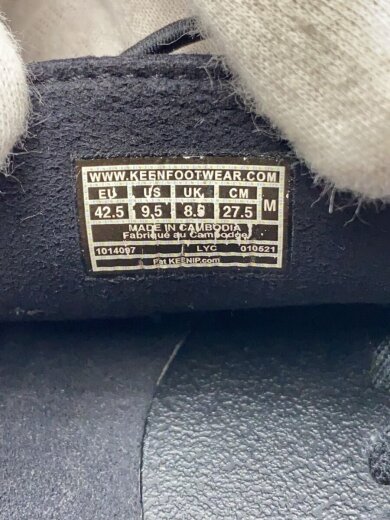 WWW.KEENFOOTWEAR.COM
EU US UK CM M
42.5 9,5 8.5 27.5
MADE IN CAMBODIA
Fabriqué au Cambodge
1014097 LYC 010521
Pat KEENIP.com